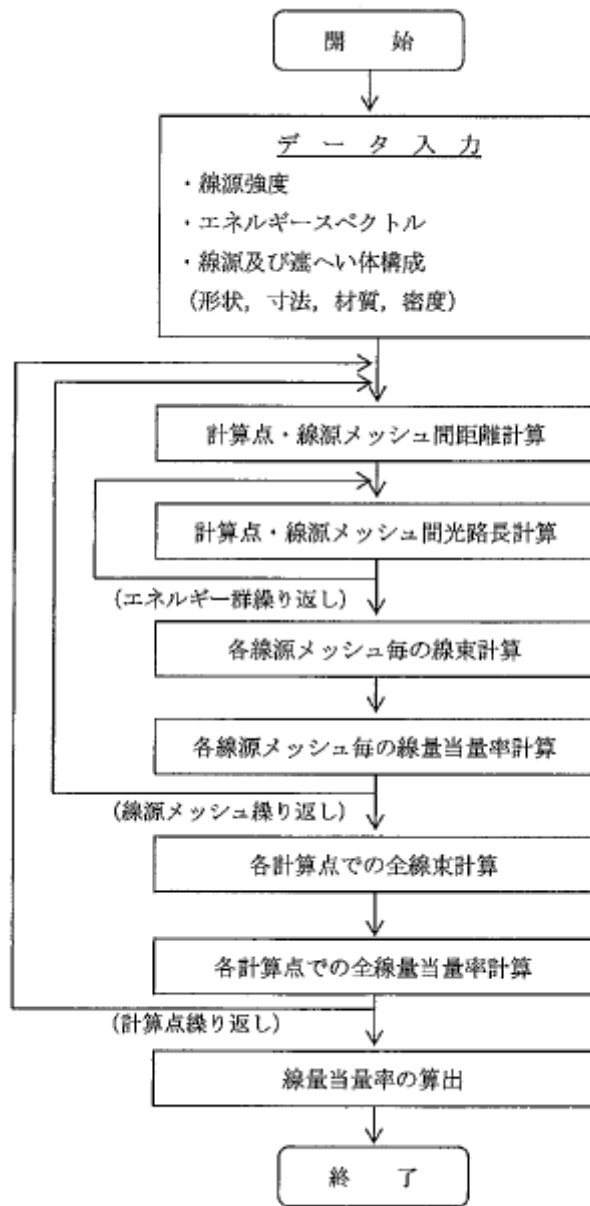 開 始
デ ー タ 入 力
・線源強度
・エネルギースペクトル
・線源及び遮へい体構成
(形状, 寸法, 材質, 密度)
計算点・線源メッシュ間距離計算
計算点・線源メッシュ間光路長計算
(エネルギー群繰り返し)
各線源メッシュ毎の線束計算
各線源メッシュ毎の線量当量率計算
(線源メッシュ繰り返し)
各計算点での全線束計算
各計算点での全線量当量率計算
(計算点繰り返し)
線量当量率の算出
終 了